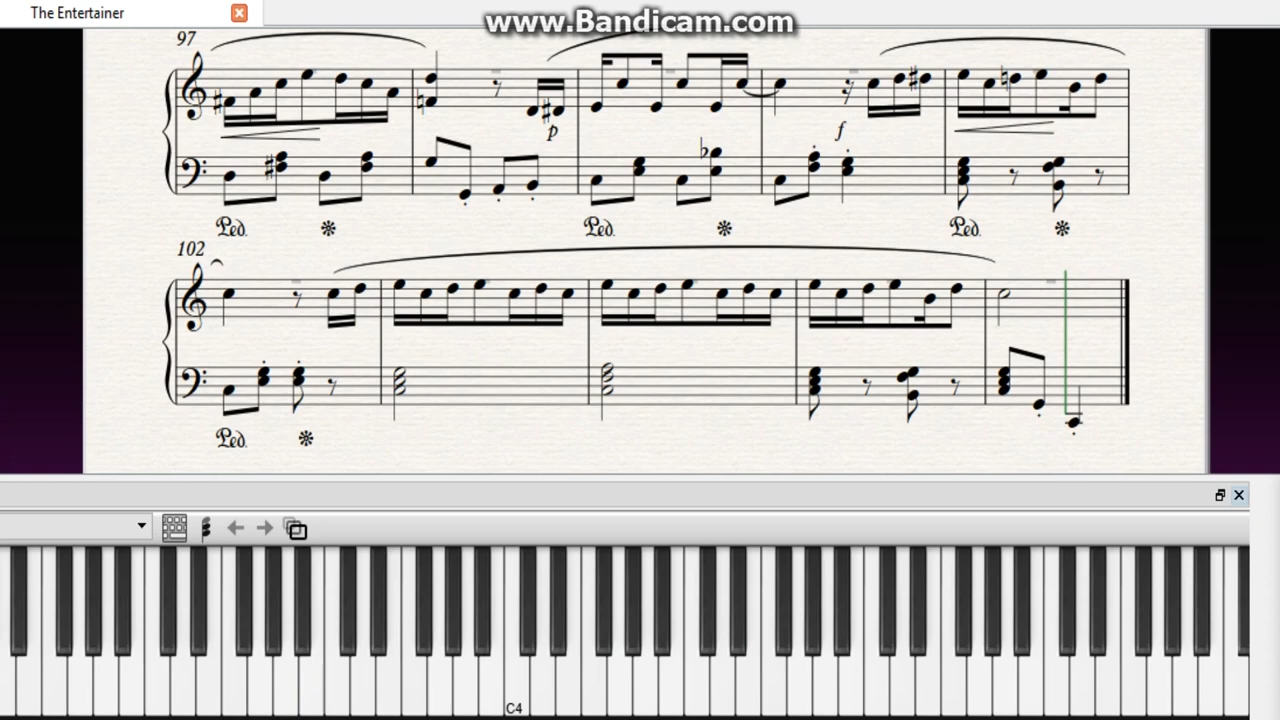 The Entertainer
www.Bandicam.com
97
p
f
Ped.
Ped.
Ped.
102
Ped.
C4